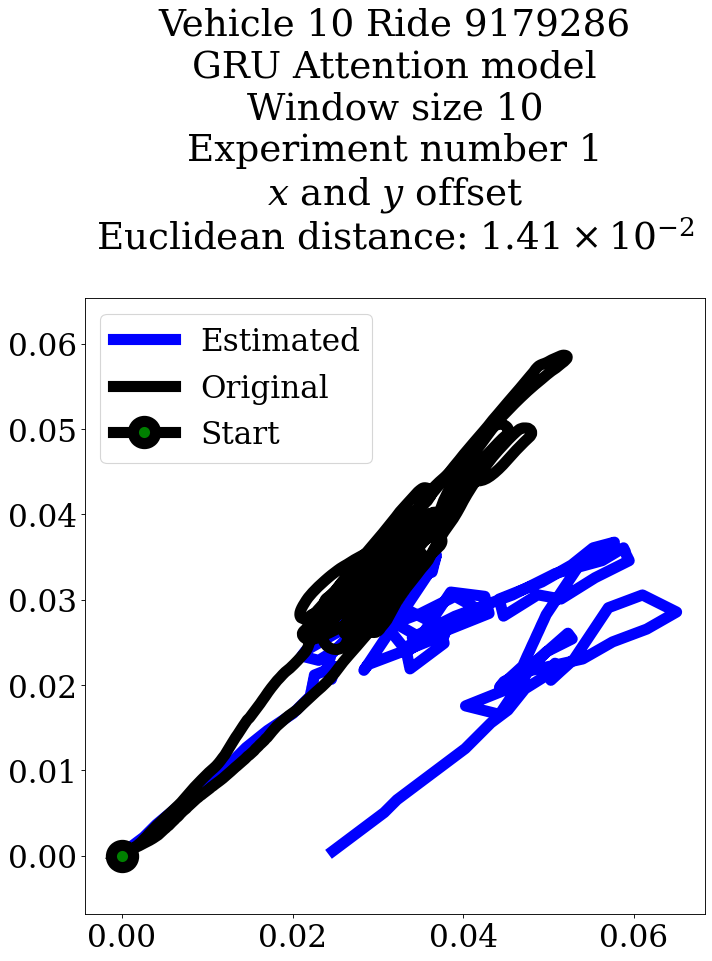 Vehicle 10 Ride 9179286
GRU Attention model
Window size 10
Experiment number 1
x and y offset
Euclidean distance: 1.41 × 10⁻²
Estimated
Original
Start
0.06
0.05
0.04
0.03
0.02
0.01
0.00
0.00 0.02 0.04 0.06